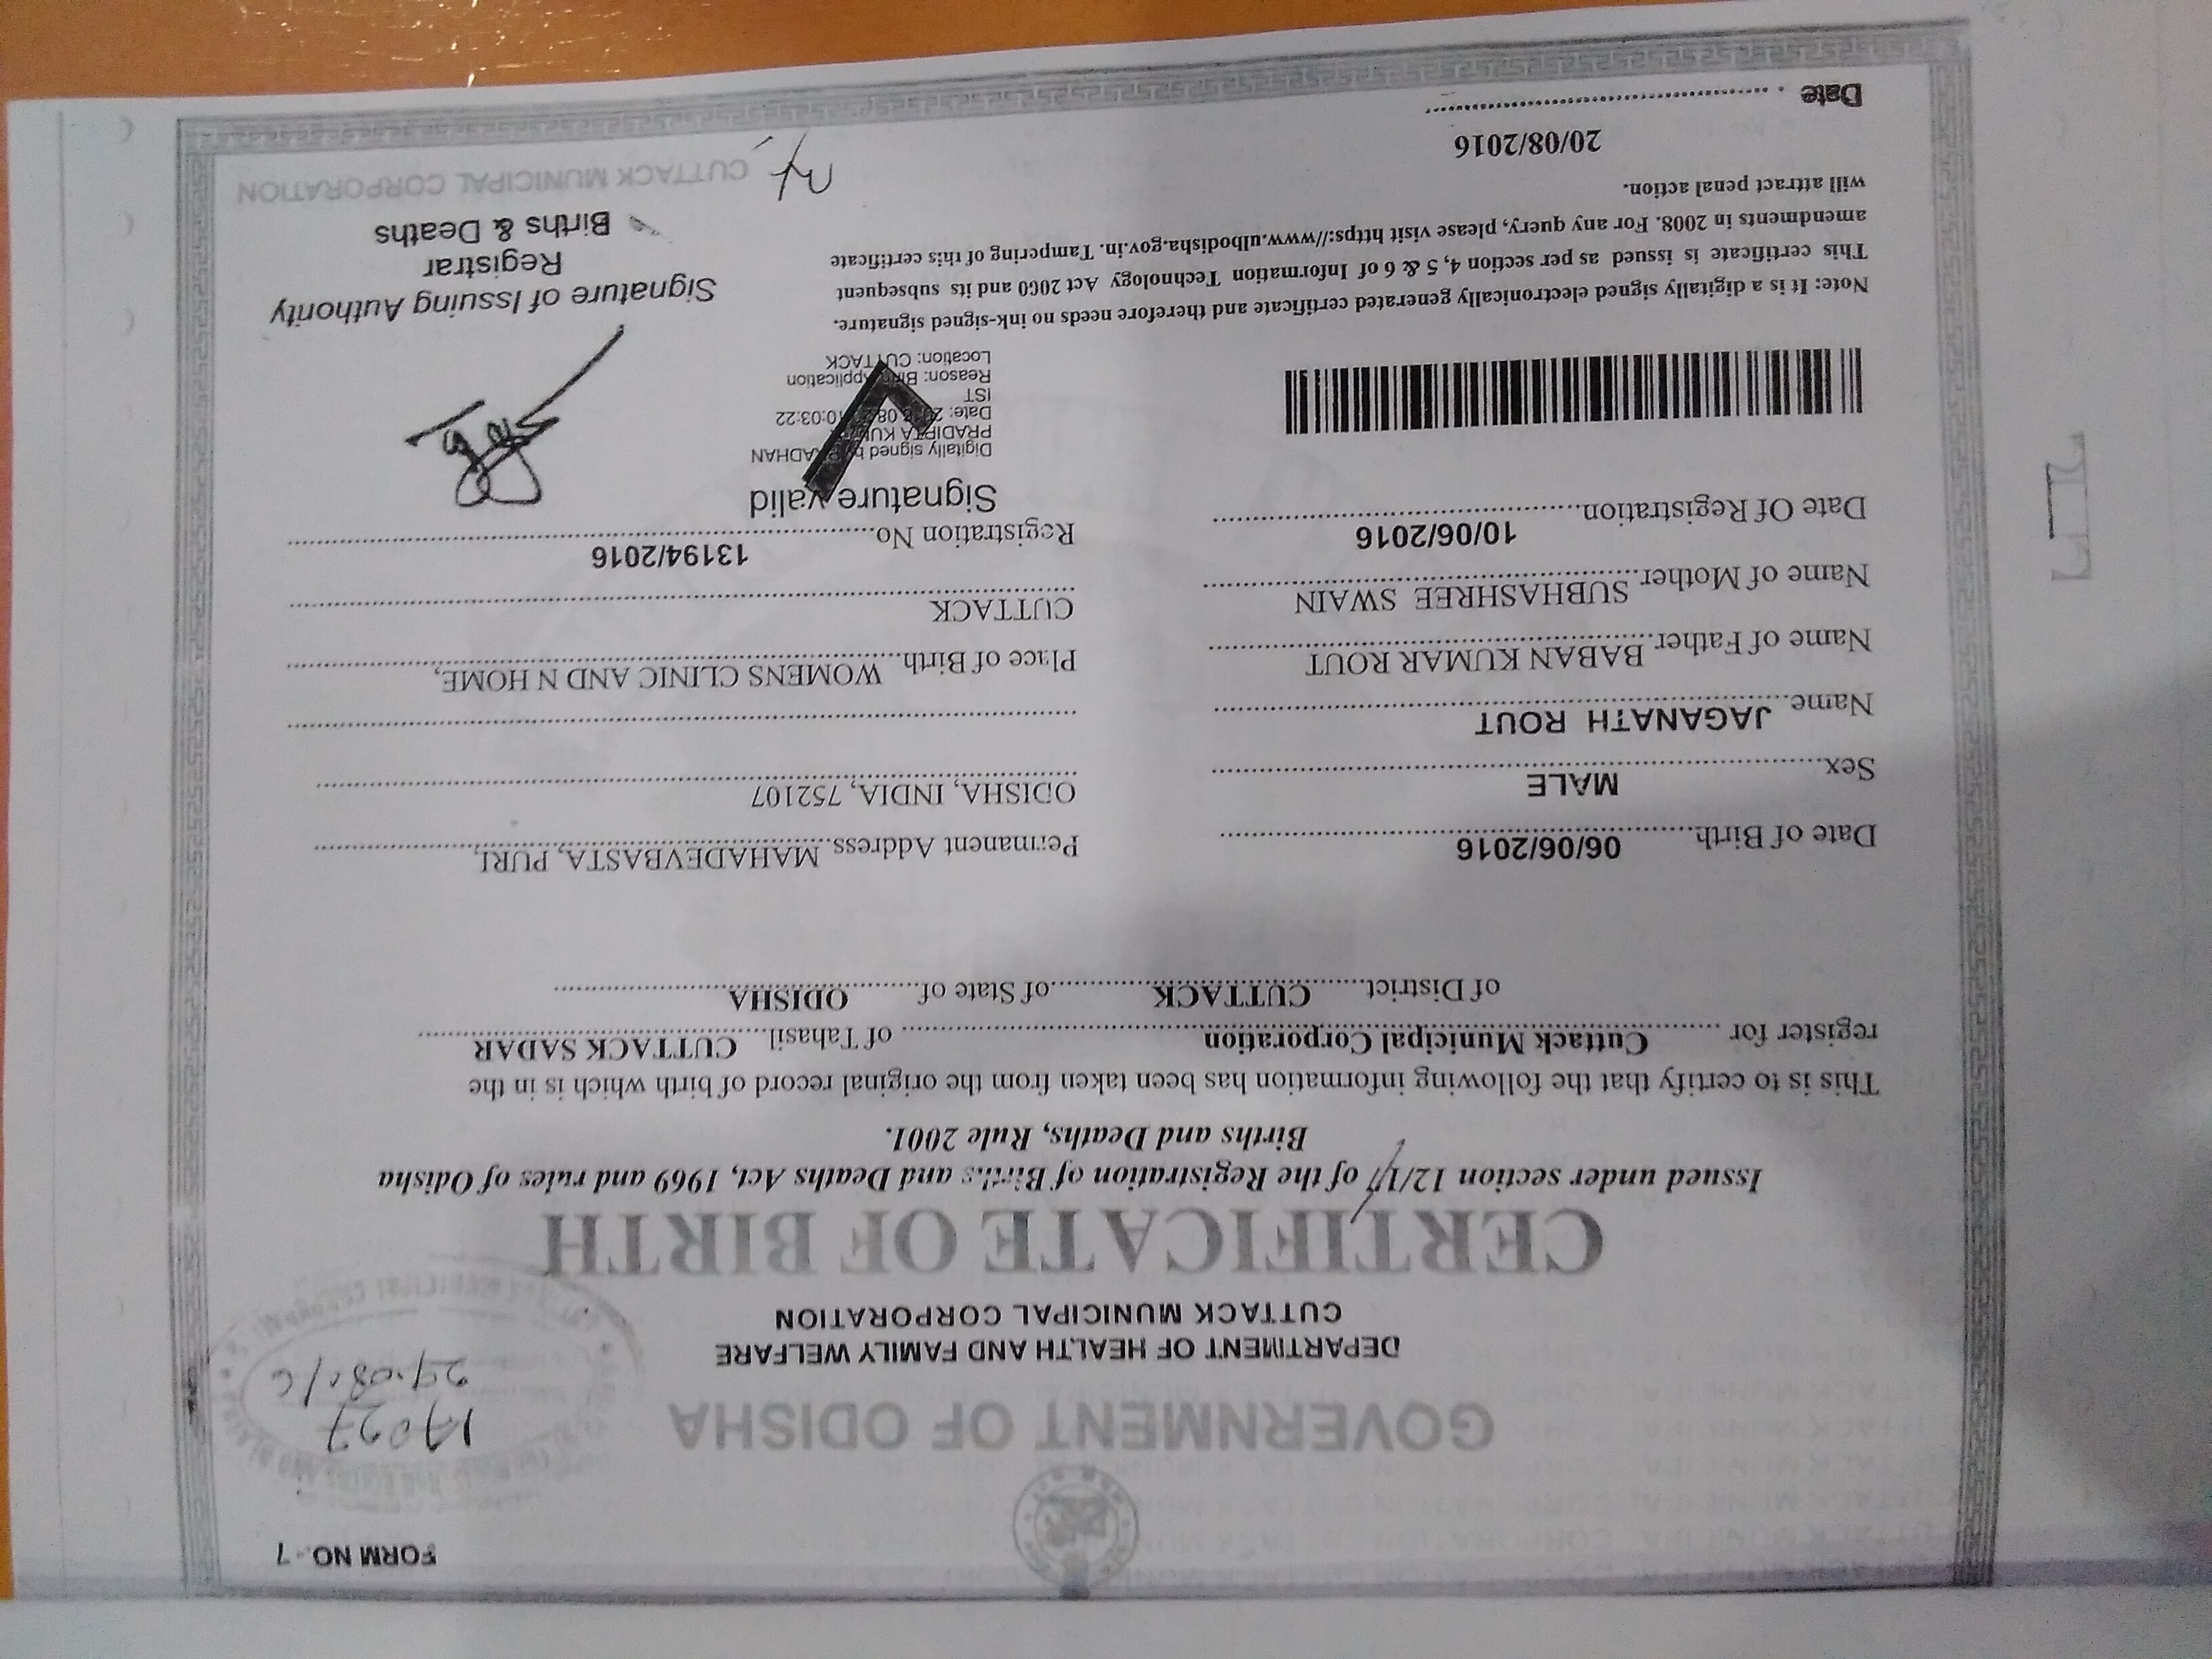 FORM NO.-7
GOVERNMENT OF ODISHA
17027
29.08.16
DEPARTMENT OF HEALTH AND FAMILY WELFARE
CUTTACK MUNICIPAL CORPORATION
CERTIFICATE OF BIRTH
Issued under section 12/17 of the Registration of Births and Deaths Act, 1969 and rules of Odisha
Births and Deaths, Rule 2001.
This is to certify that the following information has been taken from the original record of birth which is in the
register for Cuttack Municipal Corporation of Tahasil CUTTACK SADAR
of District CUTTACK of State of ODISHA
Date of Birth 06/06/2016
Sex MALE
Name JAGANATH ROUT
Name of Father BABAN KUMAR ROUT
Name of Mother SUBHASHREE SWAIN
Date Of Registration 10/06/2016
Permanent Address MAHADEVBASTA, PURI,
ODISHA, INDIA, 752107
Place of Birth WOMENS CLINIC AND N HOME,
CUTTACK
Registration No. 13194/2016
Signature valid
Digitally signed by PRADIPTA KUMAR PRADHAN
Date: 10:03:22
IST
Reason: Birth Application
Location: CUTTACK
Note: It is a digitally signed electronically generated certificate and therefore needs no ink-signed signature.
This certificate is issued as per section 4, 5 & 6 of Information Technology Act 2000 and its subsequent
amendments in 2008. For any query, please visit https://www.ulbodisha.gov.in. Tampering of this certificate
will attract penal action.
20/08/2016
Date
Signature of Issuing Authority
Registrar
Births & Deaths
CUTTACK MUNICIPAL CORPORATION